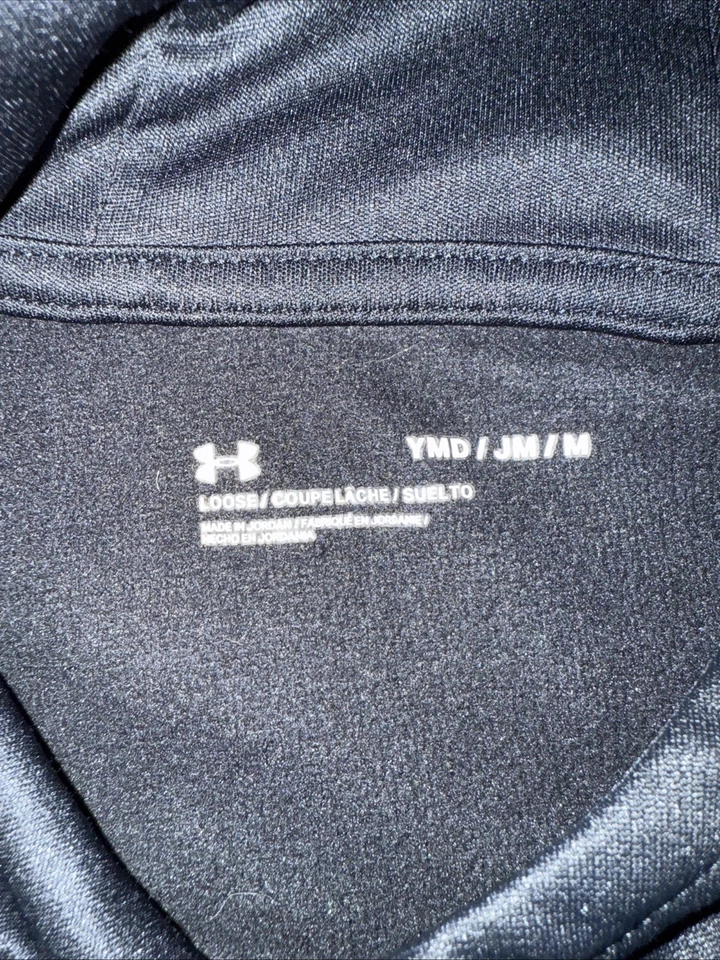 YMD / JM / M
LOOSE / COUPE LÂCHE / SUELTO
MADE IN JORDAN / FABRIQUÉ EN JORDANIE /
HECHO EN JORDANIA